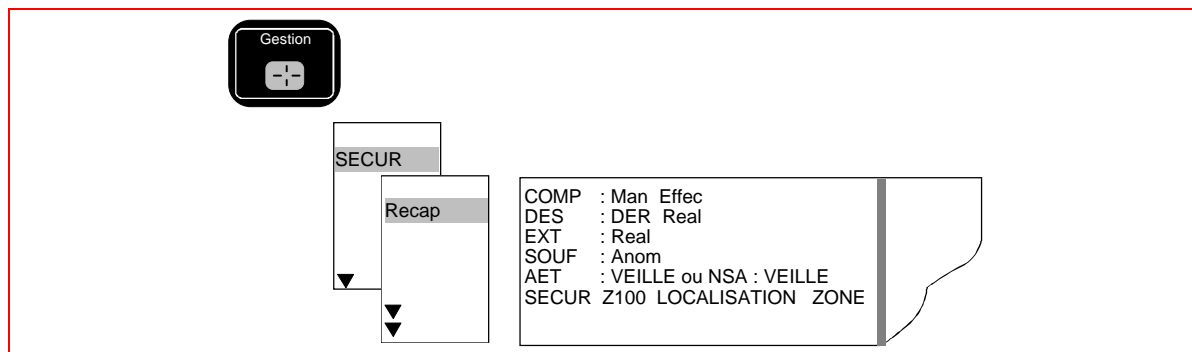 Gestion
SECUR
Recap
COMP : Man Effec
DES : DER Real
EXT : Real
SOUF : Anom
AET : VEILLE ou NSA : VEILLE
SECUR Z100 LOCALISATION ZONE